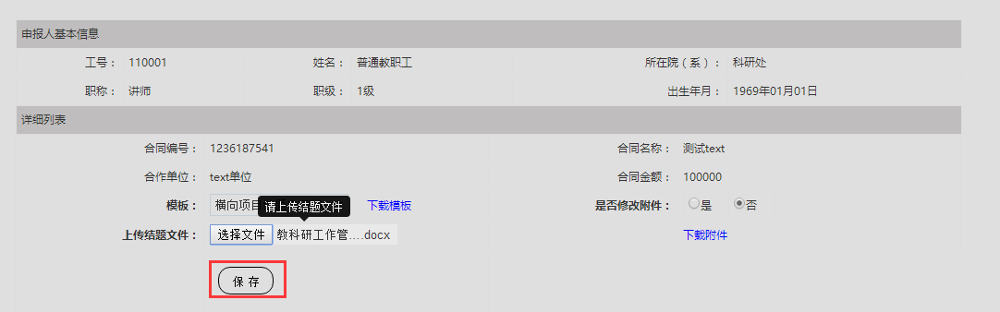 申报人基本信息
工号： 110001 姓名： 普通教职工 所在院（系）： 科研处
职称： 讲师 职级： 1级 出生年月： 1969年01月01日
详细列表
合同编号： 1236187541 合同名称： 测试text
合作单位： text单位 合同金额： 100000
模板： 横向项目 请上传结题文件 下载模板 是否修改附件： 是 否
上传结题文件： 选择文件 教科研工作管....docx 下载附件
保 存